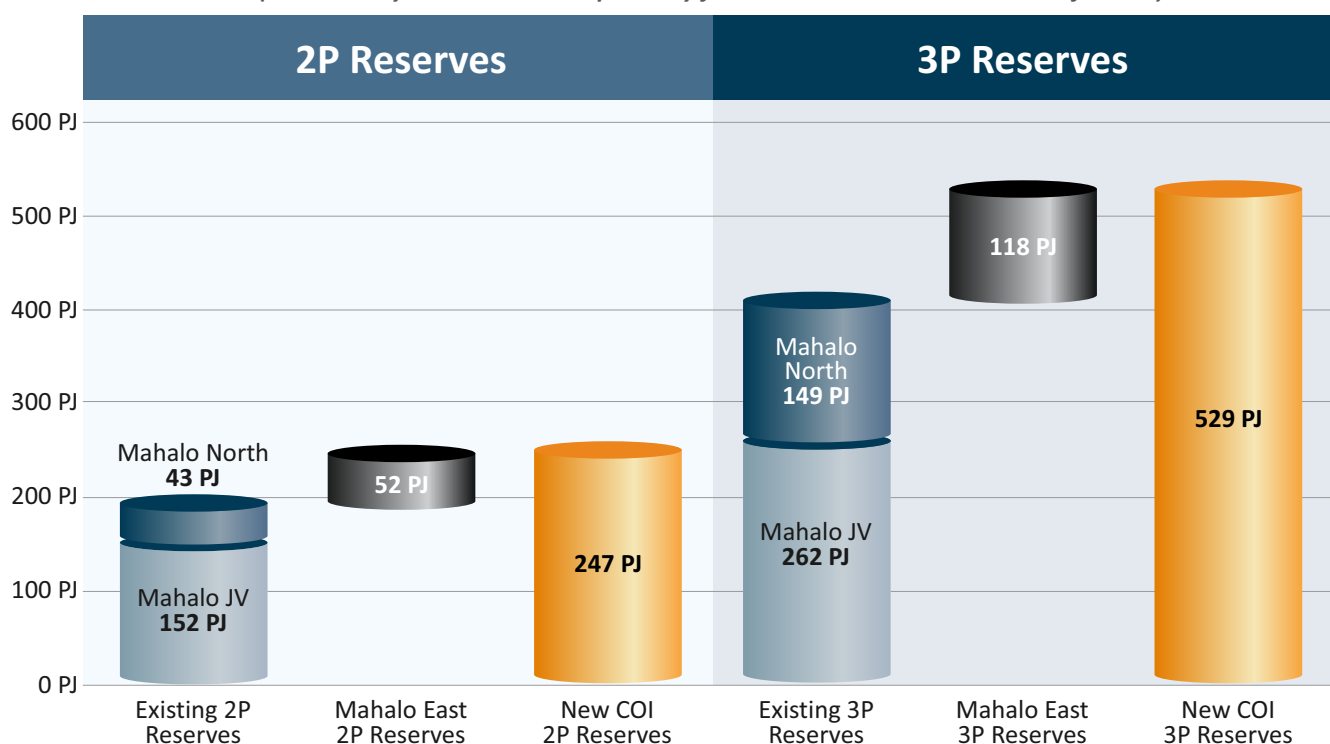 2P Reserves
3P Reserves
600 PJ
500 PJ
400 PJ
300 PJ
200 PJ
100 PJ
0 PJ
Mahalo North
43 PJ
Mahalo JV
152 PJ
52 PJ
247 PJ
Mahalo
North
149 PJ
Mahalo JV
262 PJ
118 PJ
529 PJ
Existing 2P
Reserves
Mahalo East
2P Reserves
New COI
2P Reserves
Existing 3P
Reserves
Mahalo East
3P Reserves
New COI
3P Reserves